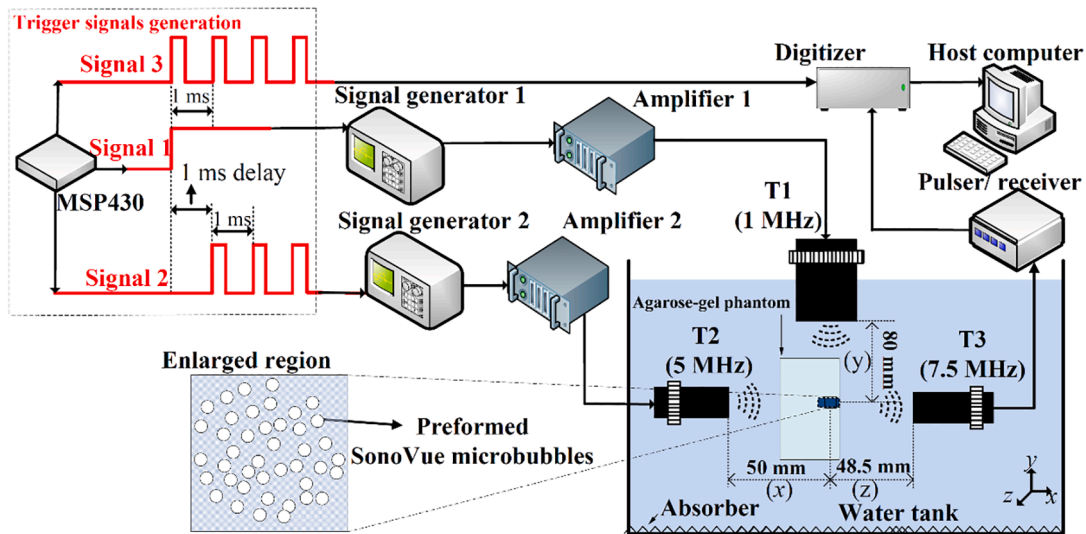 Trigger signals generation
Signal 3
1 ms
Signal 1
1 ms delay
MSP430
1 ms
Signal 2
Signal generator 1
Amplifier 1
Signal generator 2
Amplifier 2
Digitizer
Host computer
Pulser/ receiver
T1
(1 MHz)
Agarose-gel phantom
T2
(5 MHz)
80 mm
(y)
T3
(7.5 MHz)
Enlarged region
Preformed
SonoVue microbubbles
50 mm
(x)
48.5 mm
(z)
Absorber
Water tank
y
z
x